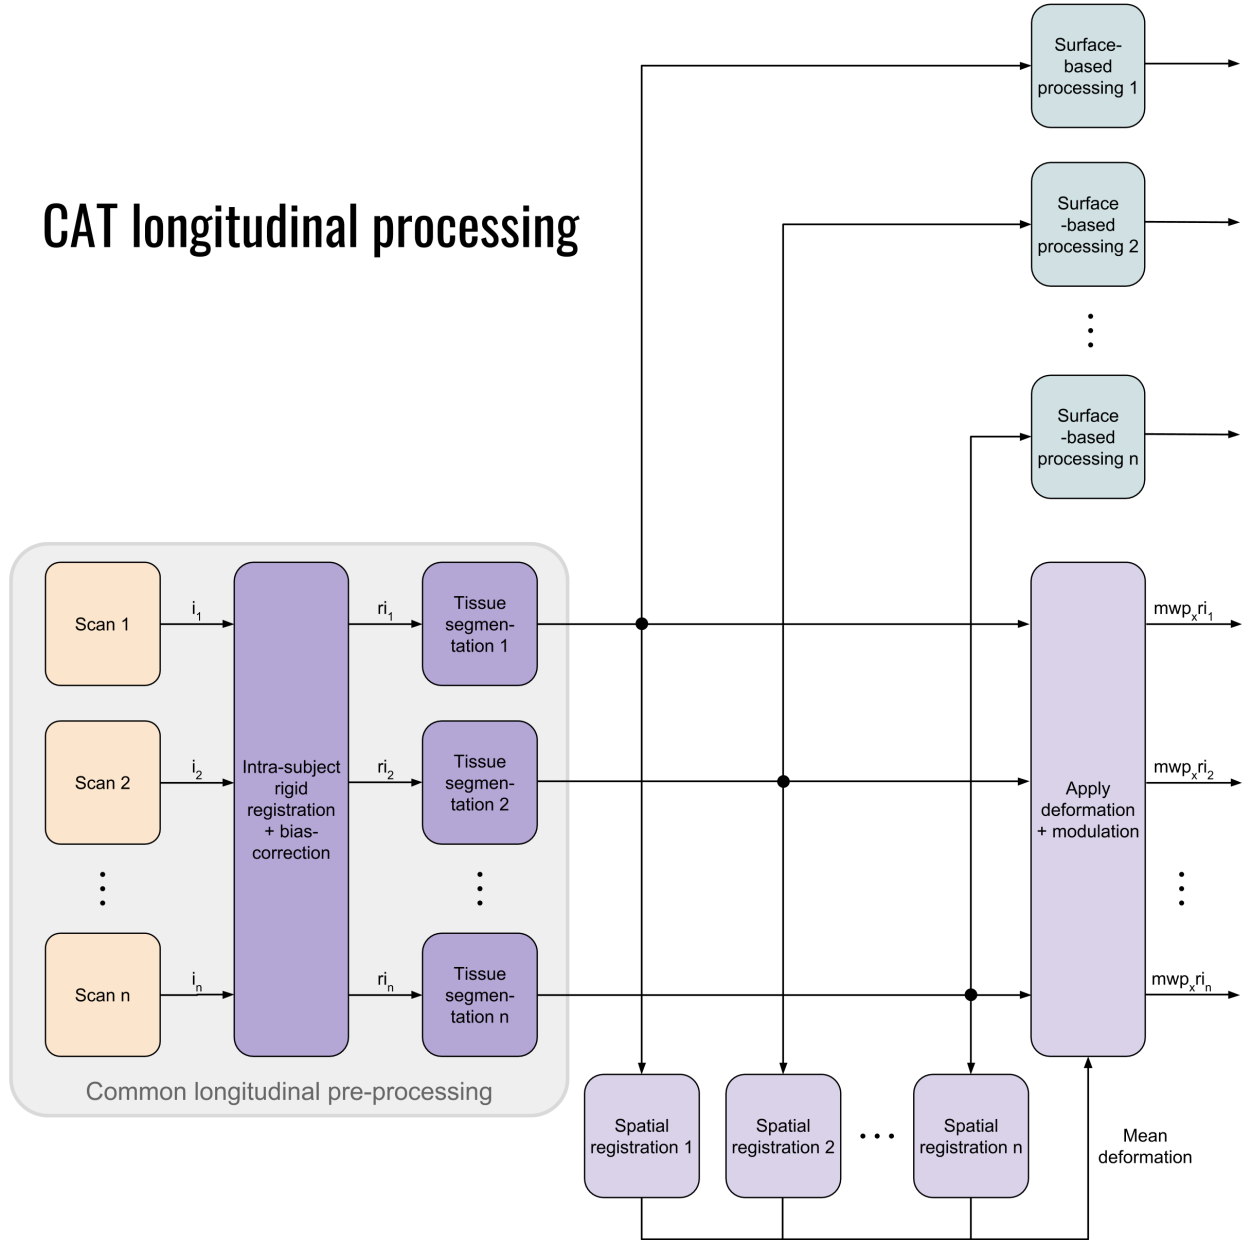 Surface-
based
processing 1
CAT longitudinal processing
Surface
-based
processing 2
Surface
-based
processing n
Scan 1
i₁
ri₁
Tissue
segmen-
tation 1
mwpₓri₁
Scan 2
i₂
Intra-subject
rigid
registration
+ bias-
correction
ri₂
Tissue
segmen-
tation 2
Apply
deformation
+ modulation
mwpₓri₂
Scan n
iₙ
riₙ
Tissue
segmen-
tation n
mwpₓriₙ
Common longitudinal pre-processing
Spatial
registration 1
Spatial
registration 2
Spatial
registration n
Mean
deformation